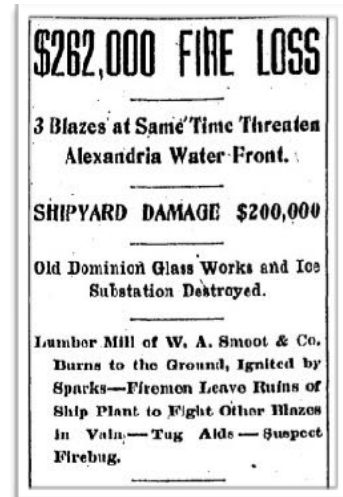 $262,000 FIRE LOSS
3 Blazes at Same Time Threaten
Alexandria Water Front.
SHIPYARD DAMAGE $200,000
Old Dominion Glass Works and Ice
Substation Destroyed.
Lumber Mill of W. A. Smoot & Co.
Burns to the Ground, Ignited by
Sparks—Firemen Leave Ruins of
Ship Plant to Fight Other Blazes
in Vain—Tug Aids—Suspect
Firebug.